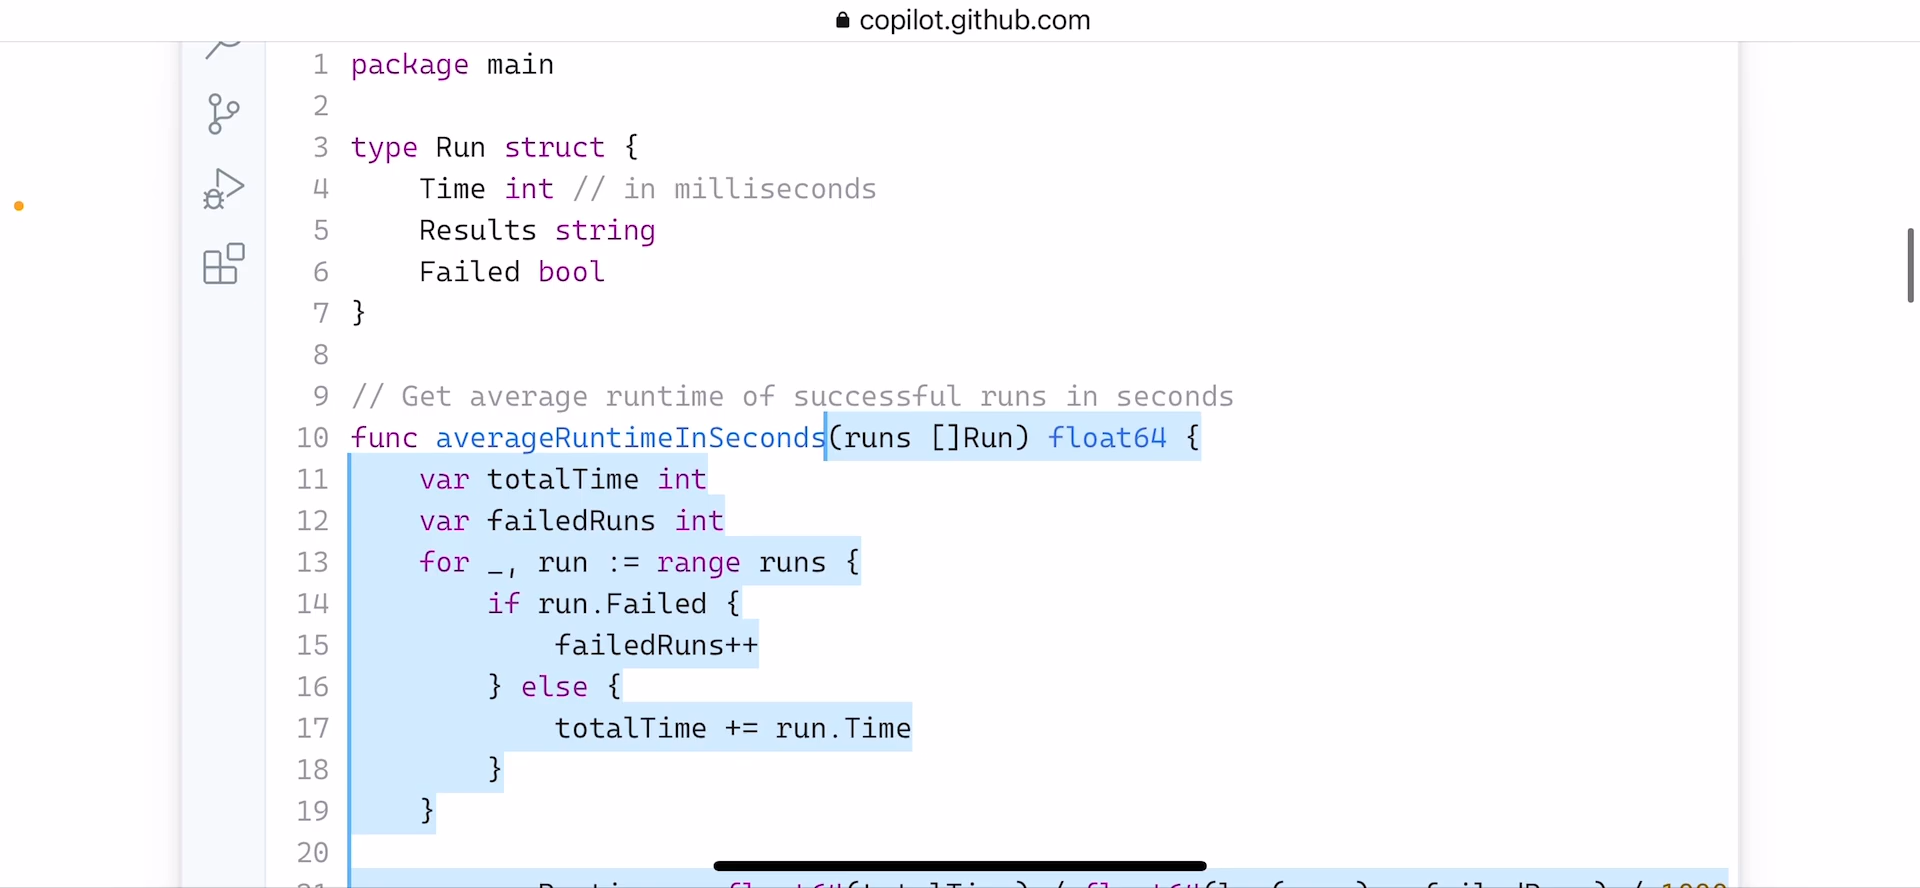 copilot.github.com
1 package main
2
3 type Run struct {
4 Time int // in milliseconds
5 Results string
6 Failed bool
7 }
8
9 // Get average runtime of successful runs in seconds
10 func averageRuntimeInSeconds(runs []Run) float64 {
11 var totalTime int
12 var failedRuns int
13 for _, run := range runs {
14 if run.Failed {
15 failedRuns++
16 } else {
17 totalTime += run.Time
18 }
19 }
20